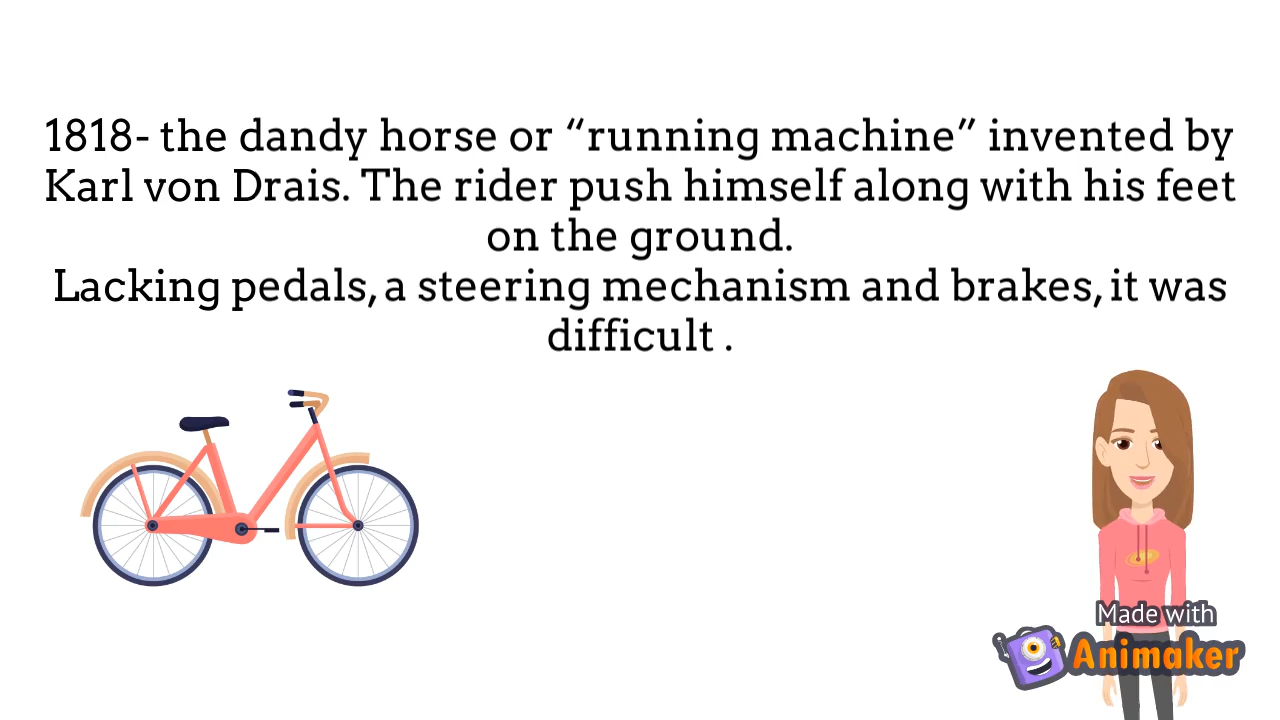 1818- the dandy horse or “running machine” invented by
Karl von Drais. The rider push himself along with his feet
on the ground.
Lacking pedals, a steering mechanism and brakes, it was
difficult .
Made with
Animaker